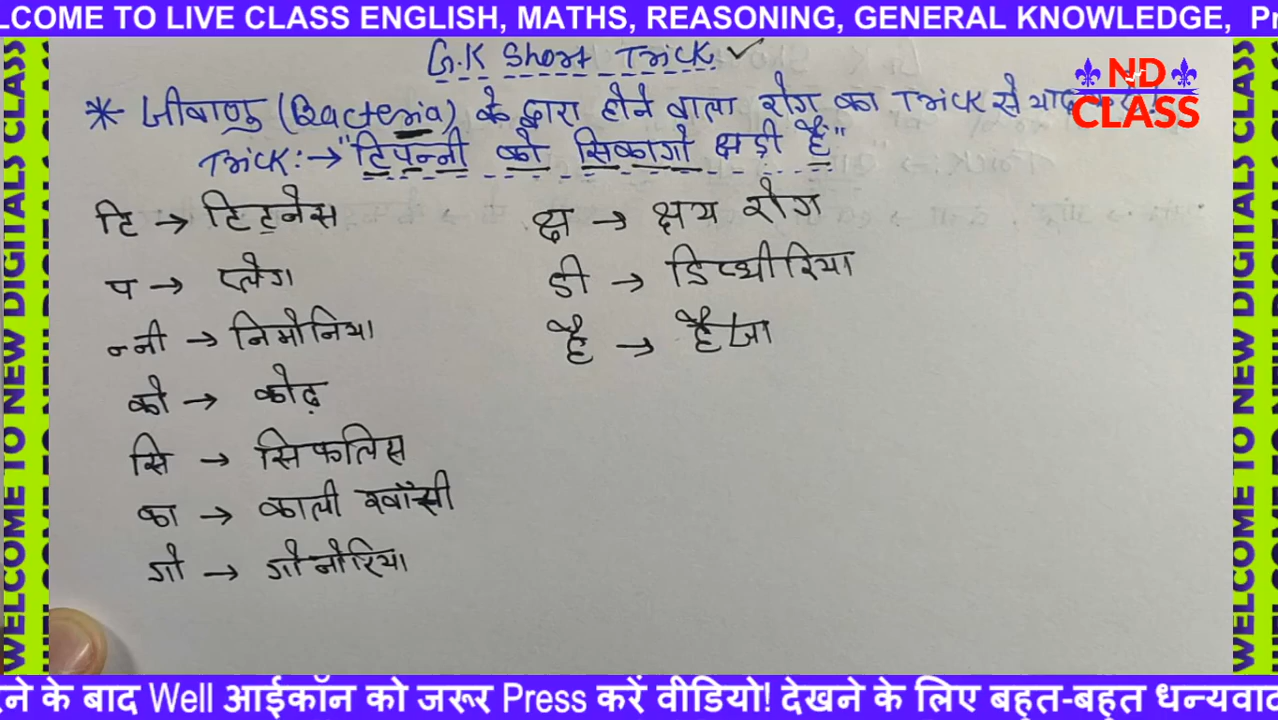 LCOME TO LIVE CLASS ENGLISH, MATHS, REASONING, GENERAL KNOWLEDGE, Pr
G.K Short Trick ✓
* जीवाणु (Bacteria) के द्वारा होने वाला रोग का Trick से याद
ND
CLASS
Trick:→ "टिपन्नी को सिकागो क्षडी है"
टि → टिटनेस
प → प्लेग
न्नी → निमोनिया
को → कोढ़
सि → सिफलिस
का → काली खाँसी
गो → गोनोरिया
क्ष → क्षय रोग
डी → डिप्थीरिया
है → हैजा
WELCOME TO NEW DIGITALS CLASS
WELCOME TO NEW DIGITALS CLASS
रने के बाद Well आईकॉन को जरूर Press करें वीडियो! देखने के लिए बहुत-बहुत धन्यवाद